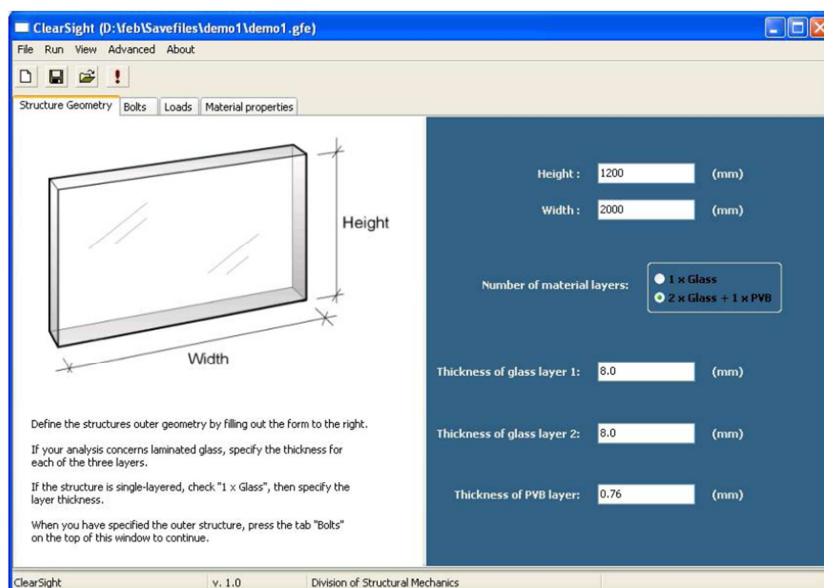 ClearSight (D:\feb\Savefiles\demo1\demo1.gfe)
File Run View Advanced About
Structure Geometry Bolts Loads Material properties
Height
Width
Define the structures outer geometry by filling out the form to the right.
If your analysis concerns laminated glass, specify the thickness for
each of the three layers.
If the structure is single-layered, check "1 x Glass", then specify the
layer thickness.
When you have specified the outer structure, press the tab "Bolts"
on the top of this window to continue.
Height : 1200 (mm)
Width : 2000 (mm)
Number of material layers:
1 x Glass
2 x Glass + 1 x PVB
Thickness of glass layer 1: 8.0 (mm)
Thickness of glass layer 2: 8.0 (mm)
Thickness of PVB layer: 0.76 (mm)
ClearSight v. 1.0 Division of Structural Mechanics